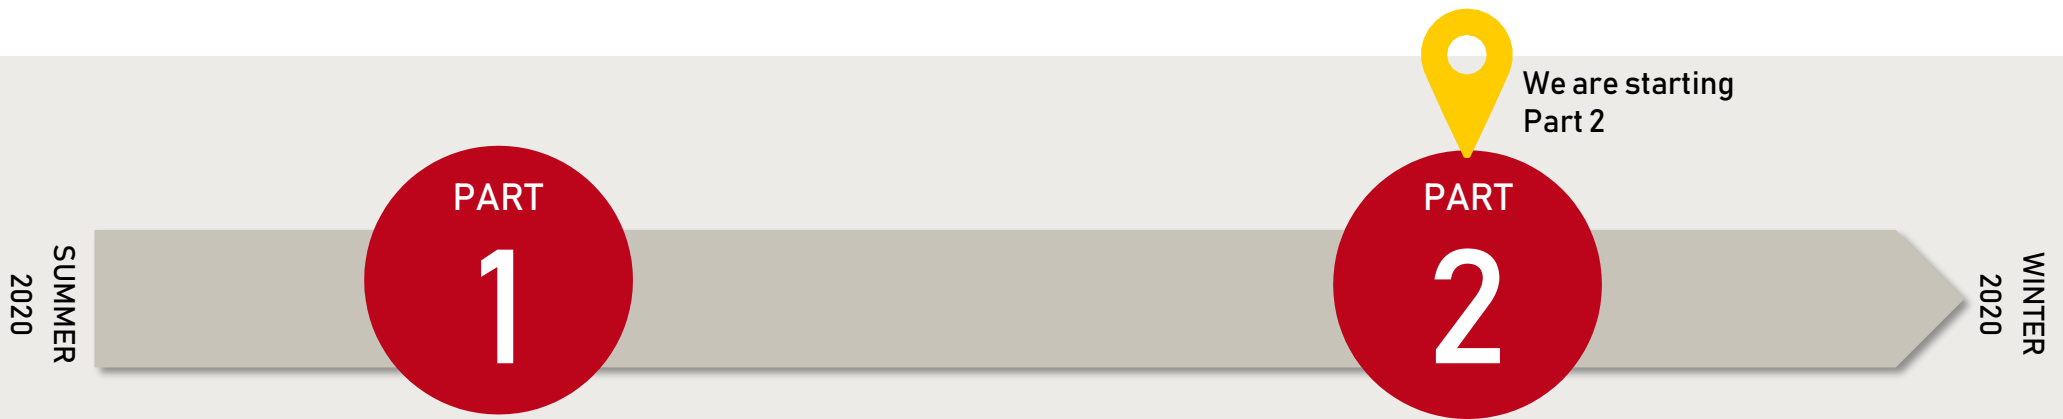 SUMMER
2020
PART
1
We are starting
Part 2
PART
2
WINTER
2020